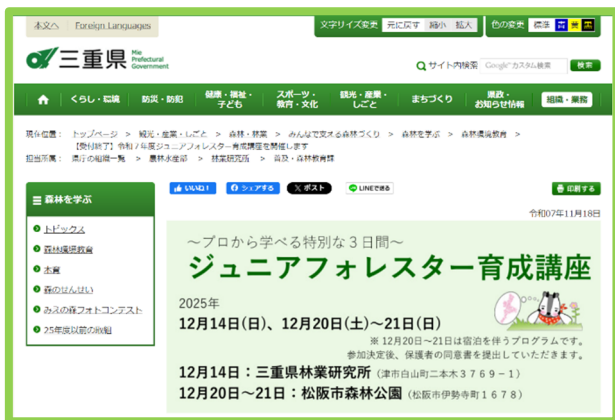 本文へ Foreign Languages
文字サイズ変更 元に戻す 縮小 拡大 色の変更 標準 青 黄 黒
三重県 Mie Prefectural Government
サイト内検索 Google カスタム検索 検索
くらし・環境 防災・防犯 健康・福祉・子ども スポーツ・教育・文化 観光・産業・しごと まちづくり 県政・お知らせ情報 組織・業務
現在位置: トップページ > 観光・産業・しごと > 森林・林業 > みんなで支える森林づくり > 森林を学ぶ > 森林環境教育 >
【受付終了】令和7年度ジュニアフォレスター育成講座を開催します
担当所属: 県庁の組織一覧 > 農林水産部 > 林業研究所 > 普及・森林教育課
いいね! シェアする ポスト LINEで送る 印刷する
令和07年11月18日
森林を学ぶ
トピックス
森林環境教育
木育
森のせんせい
みえの森フォトコンテスト
25年度以前の取組
～プロから学べる特別な３日間～
ジュニアフォレスター育成講座
2025年
12月14日(日)、12月20日(土)～21日(日)
※ 12月20日～21日は宿泊を伴うプログラムです。
参加決定後、保護者の同意書を提出していただきます。
12月14日：三重県林業研究所（津市白山町二本木３７６９－１）
12月20日～21日：松阪市森林公園（松阪市伊勢寺町１６７８）